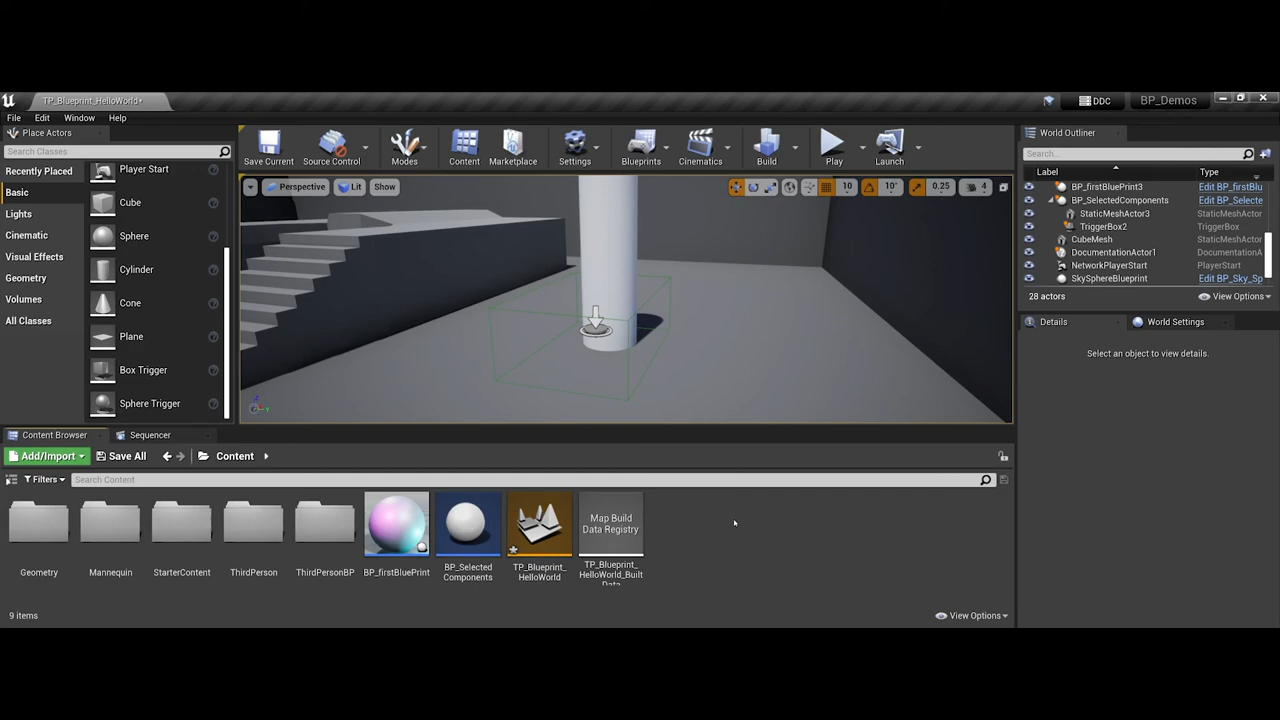 TP_Blueprint_HelloWorld•
DDC
BP_Demos
File Edit Window Help
Place Actors
Search Classes
Recently Placed
Basic
Lights
Cinematic
Visual Effects
Geometry
Volumes
All Classes
Player Start
Cube
Sphere
Cylinder
Cone
Plane
Box Trigger
Sphere Trigger
Save Current
Source Control
Modes
Content
Marketplace
Settings
Blueprints
Cinematics
Build
Play
Launch
Perspective
Lit
Show
10
10°
0.25
4
World Outliner
Search...
Label Type
BP_firstBluePrint3 Edit BP_firstBlu
BP_SelectedComponents Edit BP_Selecte
StaticMeshActor3 StaticMeshActor
TriggerBox2 TriggerBox
CubeMesh StaticMeshActor
DocumentationActor1 DocumentationA
NetworkPlayerStart PlayerStart
SkySphereBlueprint Edit BP_Sky_Sp
28 actors View Options
Details World Settings
Select an object to view details.
Content Browser Sequencer
Add/Import Save All Content
Filters Search Content
Geometry
Mannequin
StarterContent
ThirdPerson
ThirdPersonBP
BP_firstBluePrint
BP_Selected
Components
TP_Blueprint_
HelloWorld
Map Build
Data Registry
TP_Blueprint_
HelloWorld_Built
Data
9 items View Options